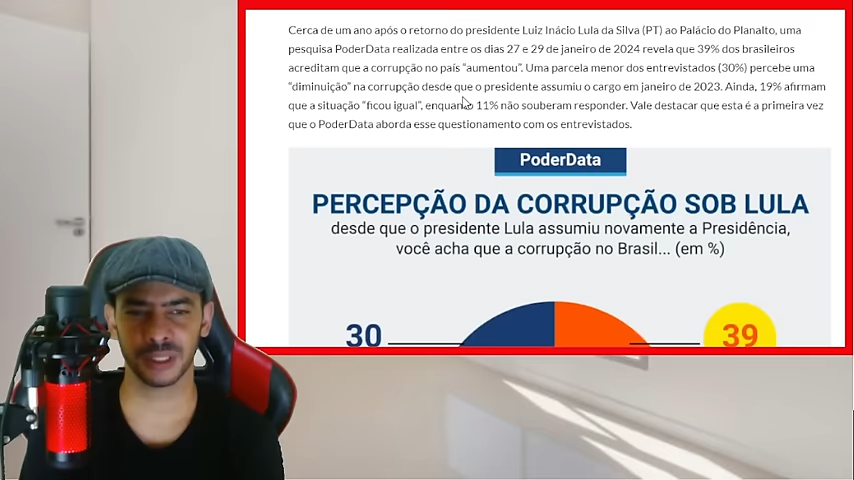 Cerca de um ano após o retorno do presidente Luiz Inácio Lula da Silva (PT) ao Palácio do Planalto, uma
pesquisa PoderData realizada entre os dias 27 e 29 de janeiro de 2024 revela que 39% dos brasileiros
acreditam que a corrupção no país “aumentou”. Uma parcela menor dos entrevistados (30%) percebe uma
“diminuição” na corrupção desde que o presidente assumiu o cargo em janeiro de 2023. Ainda, 19% afirmam
que a situação “ficou igual”, enquanto 11% não souberam responder. Vale destacar que esta é a primeira vez
que o PoderData aborda esse questionamento com os entrevistados.
PoderData
PERCEPÇÃO DA CORRUPÇÃO SOB LULA
desde que o presidente Lula assumiu novamente a Presidência,
você acha que a corrupção no Brasil... (em %)
30
39